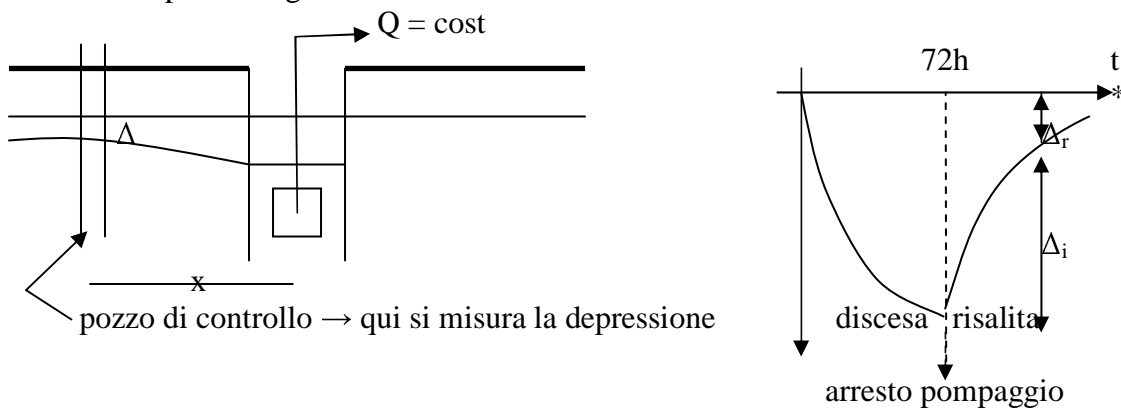 Q = cost
72h
t
*
Δ
Δr
Δi
x
pozzo di controllo → qui si misura la depressione
discesa
risalita
arresto pompaggio